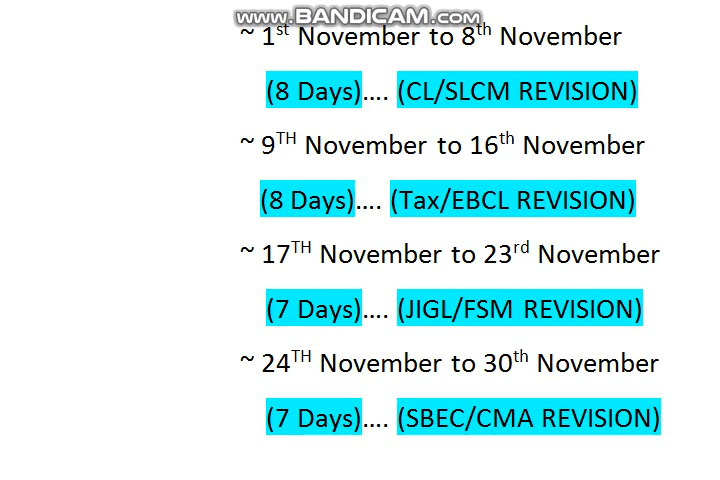 www.BANDICAM.com
~ 1st November to 8th November
(8 Days).... (CL/SLCM REVISION)
~ 9TH November to 16th November
(8 Days).... (Tax/EBCL REVISION)
~ 17TH November to 23rd November
(7 Days).... (JIGL/FSM REVISION)
~ 24TH November to 30th November
(7 Days).... (SBEC/CMA REVISION)